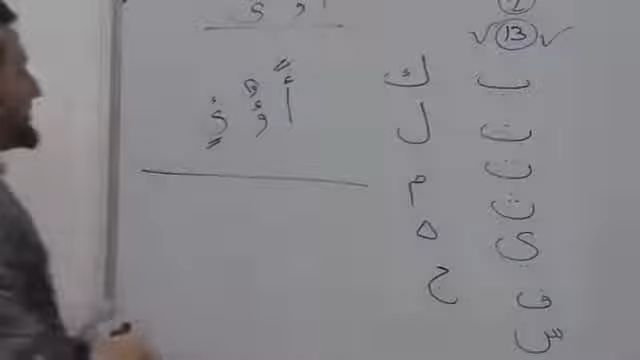 أ و ي
√ 13 √
ب ك
ت ل
ن م
ث ه
ي ج
ف
س
أً ؤٌ ئٍ